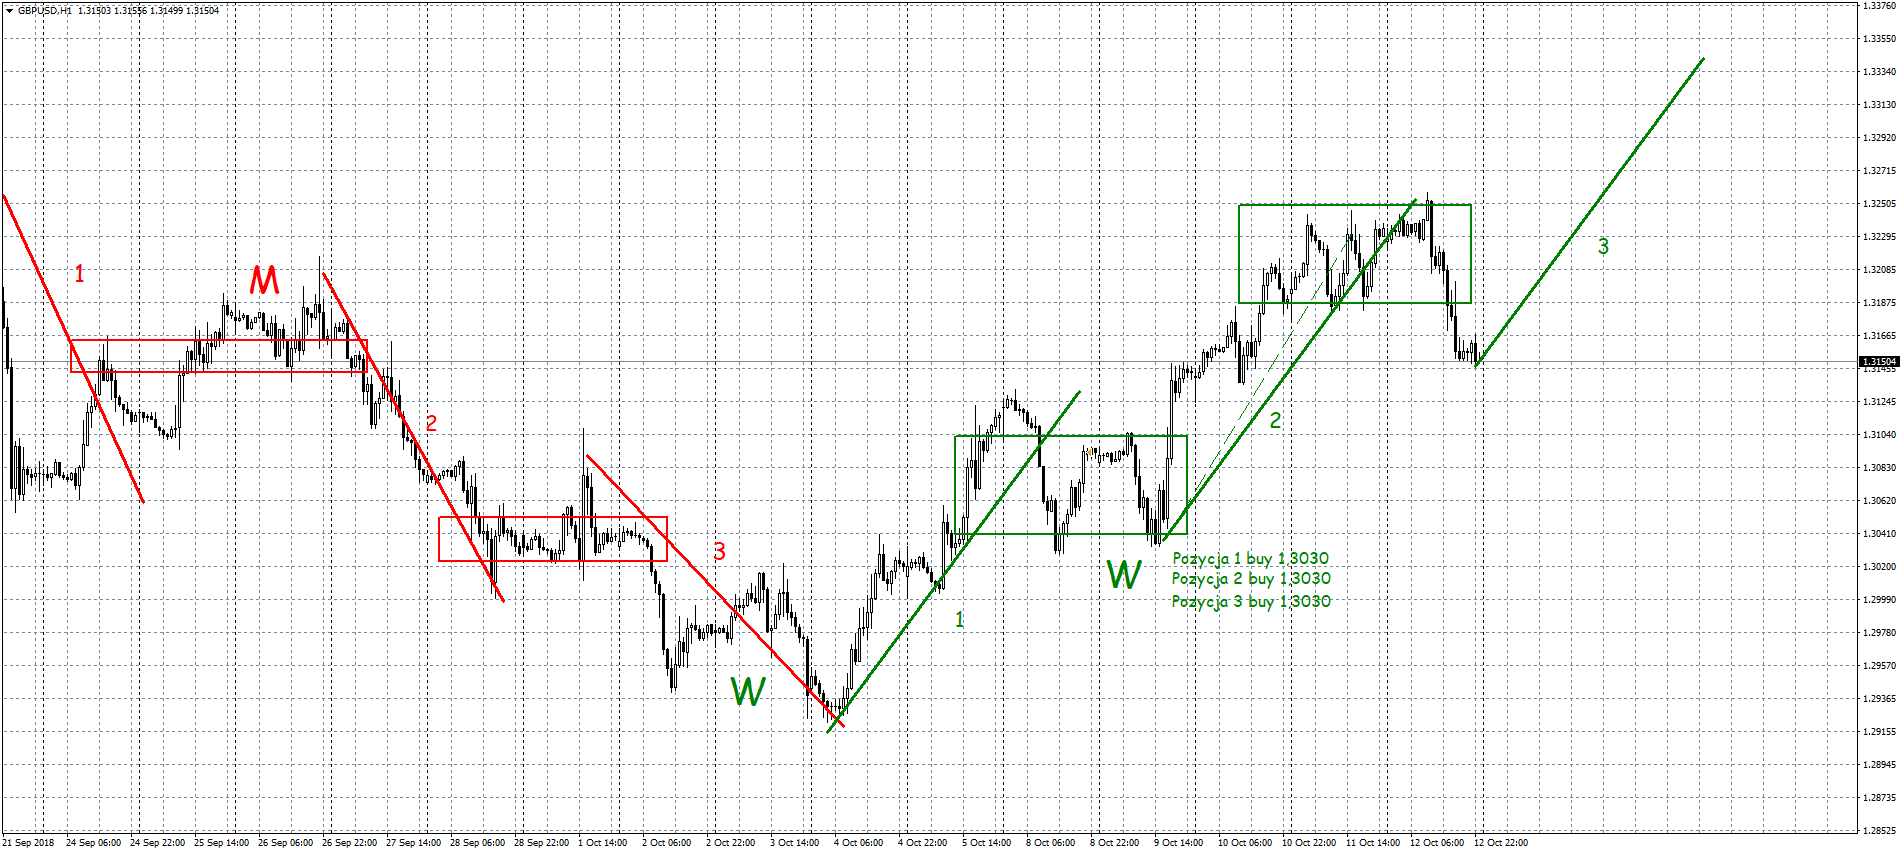 GBPUSD,H1 1.31503 1.31556 1.31499 1.31504
1.33760
1.33550
1.33340
1.33130
1.32920
1.32715
1.32505
1.32295
1.32085
1.31875
1.31665
1.31504
1.31455
1.31245
1.31040
1.30830
1.30620
1.30410
1.30200
1.29990
1.29780
1.29570
1.29365
1.29155
1.28945
1.28735
1.28525
1
M
2
3
W
1
W
2
3
Pozycja 1 buy 1,3030
Pozycja 2 buy 1,3030
Pozycja 3 buy 1,3030
21 Sep 2018
24 Sep 06:00
24 Sep 22:00
25 Sep 14:00
26 Sep 06:00
26 Sep 22:00
27 Sep 14:00
28 Sep 06:00
28 Sep 22:00
1 Oct 14:00
2 Oct 06:00
2 Oct 22:00
3 Oct 14:00
4 Oct 06:00
4 Oct 22:00
5 Oct 14:00
8 Oct 06:00
8 Oct 22:00
9 Oct 14:00
10 Oct 06:00
10 Oct 22:00
11 Oct 14:00
12 Oct 06:00
12 Oct 22:00